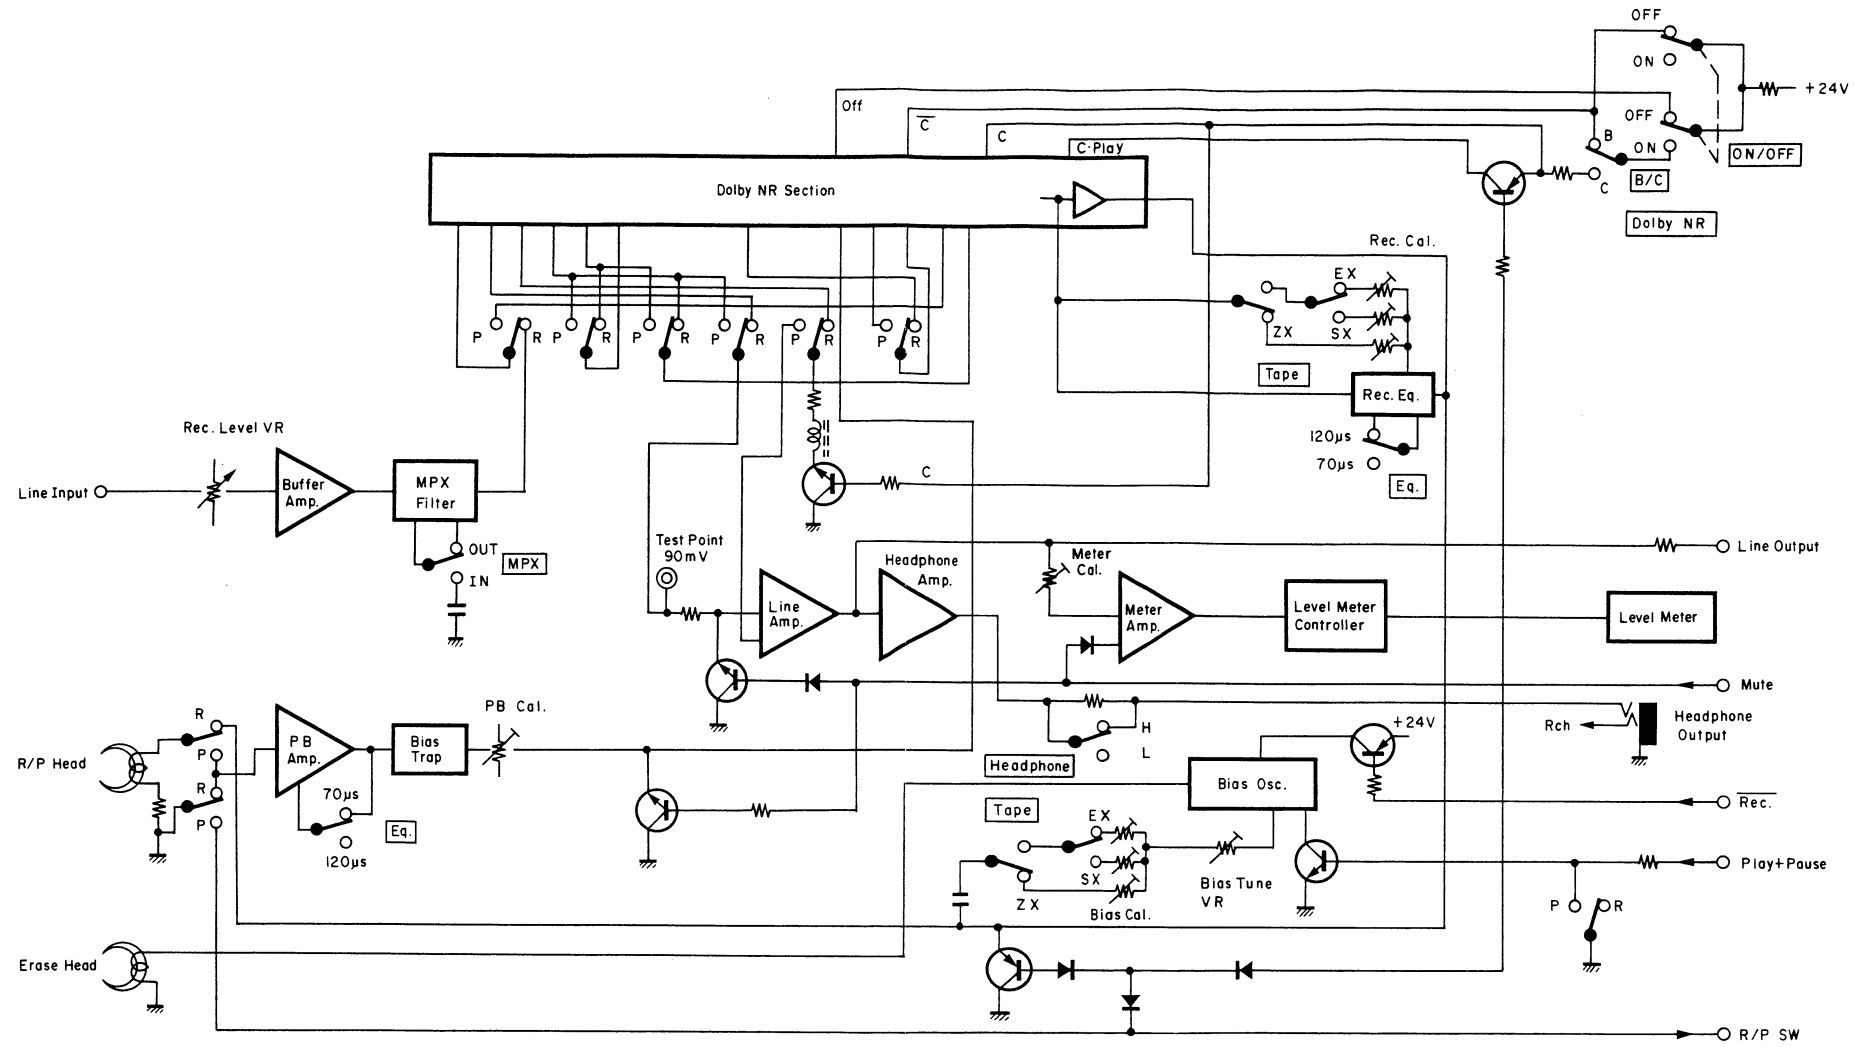 OFF
ON
+24V
Off
C̅
C
C-Play
OFF
B
ON
ON/OFF
C
B/C
Dolby NR
Dolby NR Section
Rec. Cal.
EX
ZX
SX
P
R
P
R
P
R
P
R
P
R
P
R
Tape
Rec. Eq.
Rec. Level VR
120µs
70µs
Eq.
Line Input
Buffer
Amp.
MPX
Filter
C
OUT
IN
MPX
Test Point
90mV
Headphone
Amp.
Meter
Cal.
Line Output
Line
Amp.
Meter
Amp.
Level Meter
Controller
Level Meter
Mute
PB Cal.
R
P
R
P
R/P Head
PB
Amp.
Bias
Trap
70µs
120µs
Eq.
H
L
Headphone
+24V
Rch
Headphone
Output
Bias Osc.
R̅e̅c̅.̅
Tape
EX
SX
ZX
Bias Cal.
Bias Tune
VR
Play+Pause
P
R
Erase Head
R/P SW